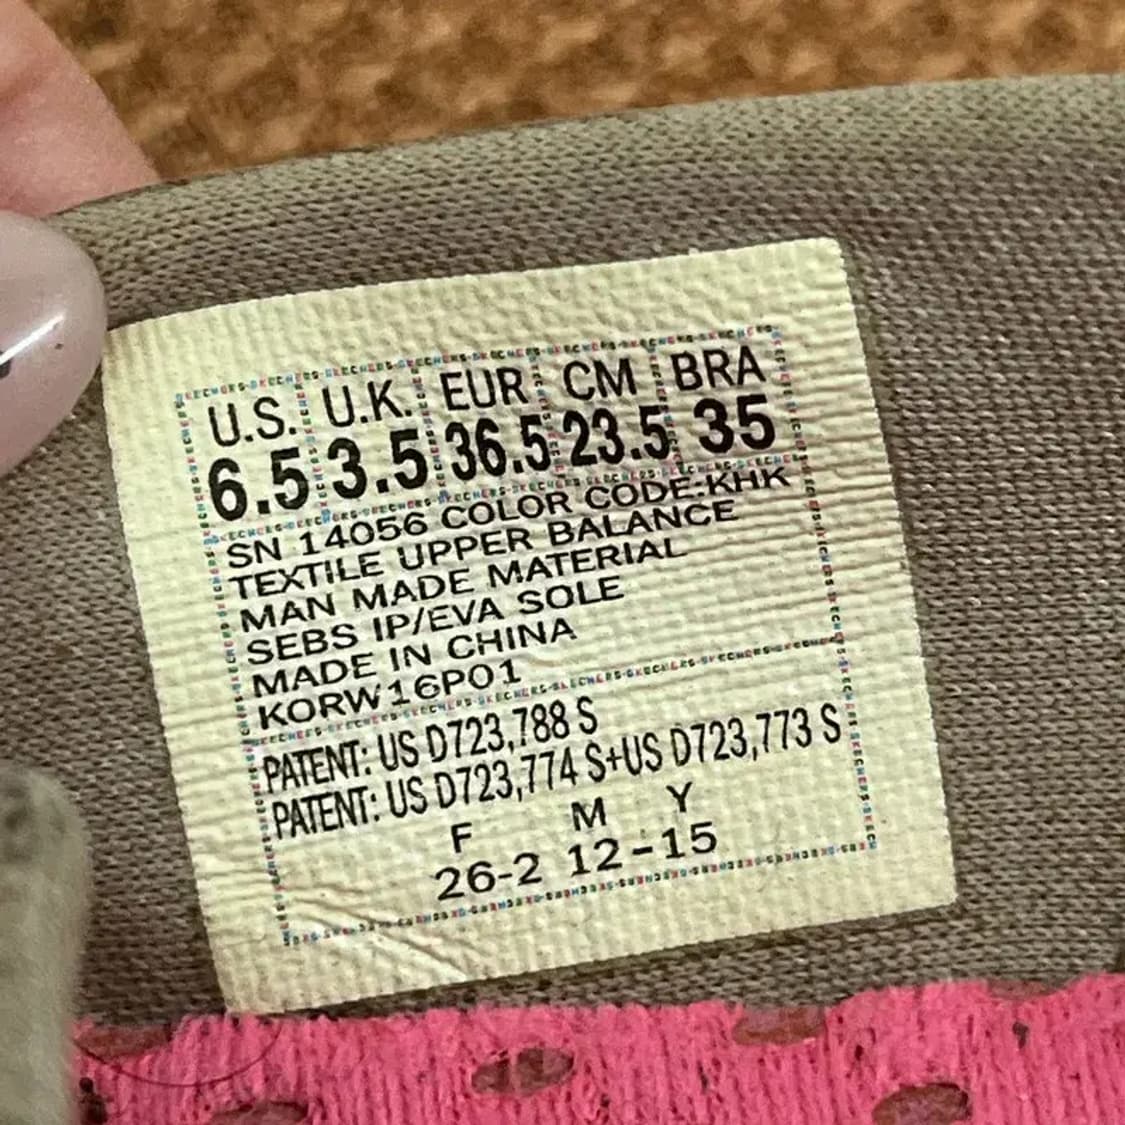 U.S. U.K. EUR CM BRA
6.5 3.5 36.5 23.5 35
SN 14056 COLOR CODE:KHK
TEXTILE UPPER BALANCE
MAN MADE MATERIAL
SEBS IP/EVA SOLE
MADE IN CHINA
KORW16P01
PATENT: US D723,788 S
PATENT: US D723,774 S+US D723,773 S
F M Y
26-2 12-15